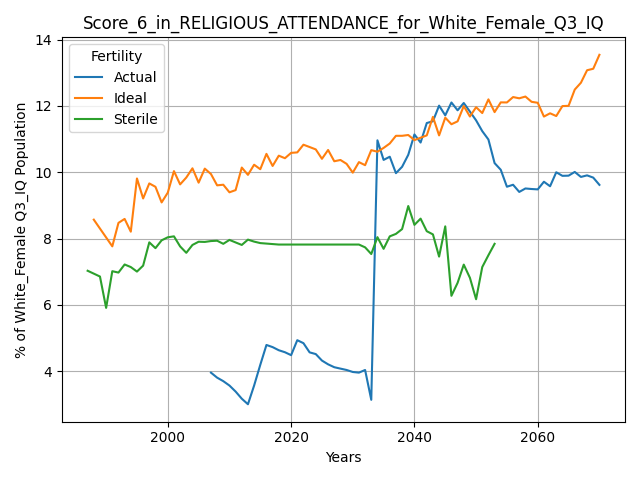 Score_6_in_RELIGIOUS_ATTENDANCE_for_White_Female_Q3_IQ
Fertility
Actual
Ideal
Sterile
% of White_Female Q3_IQ Population
14
12
10
8
6
4
2000
2020
2040
2060
Years